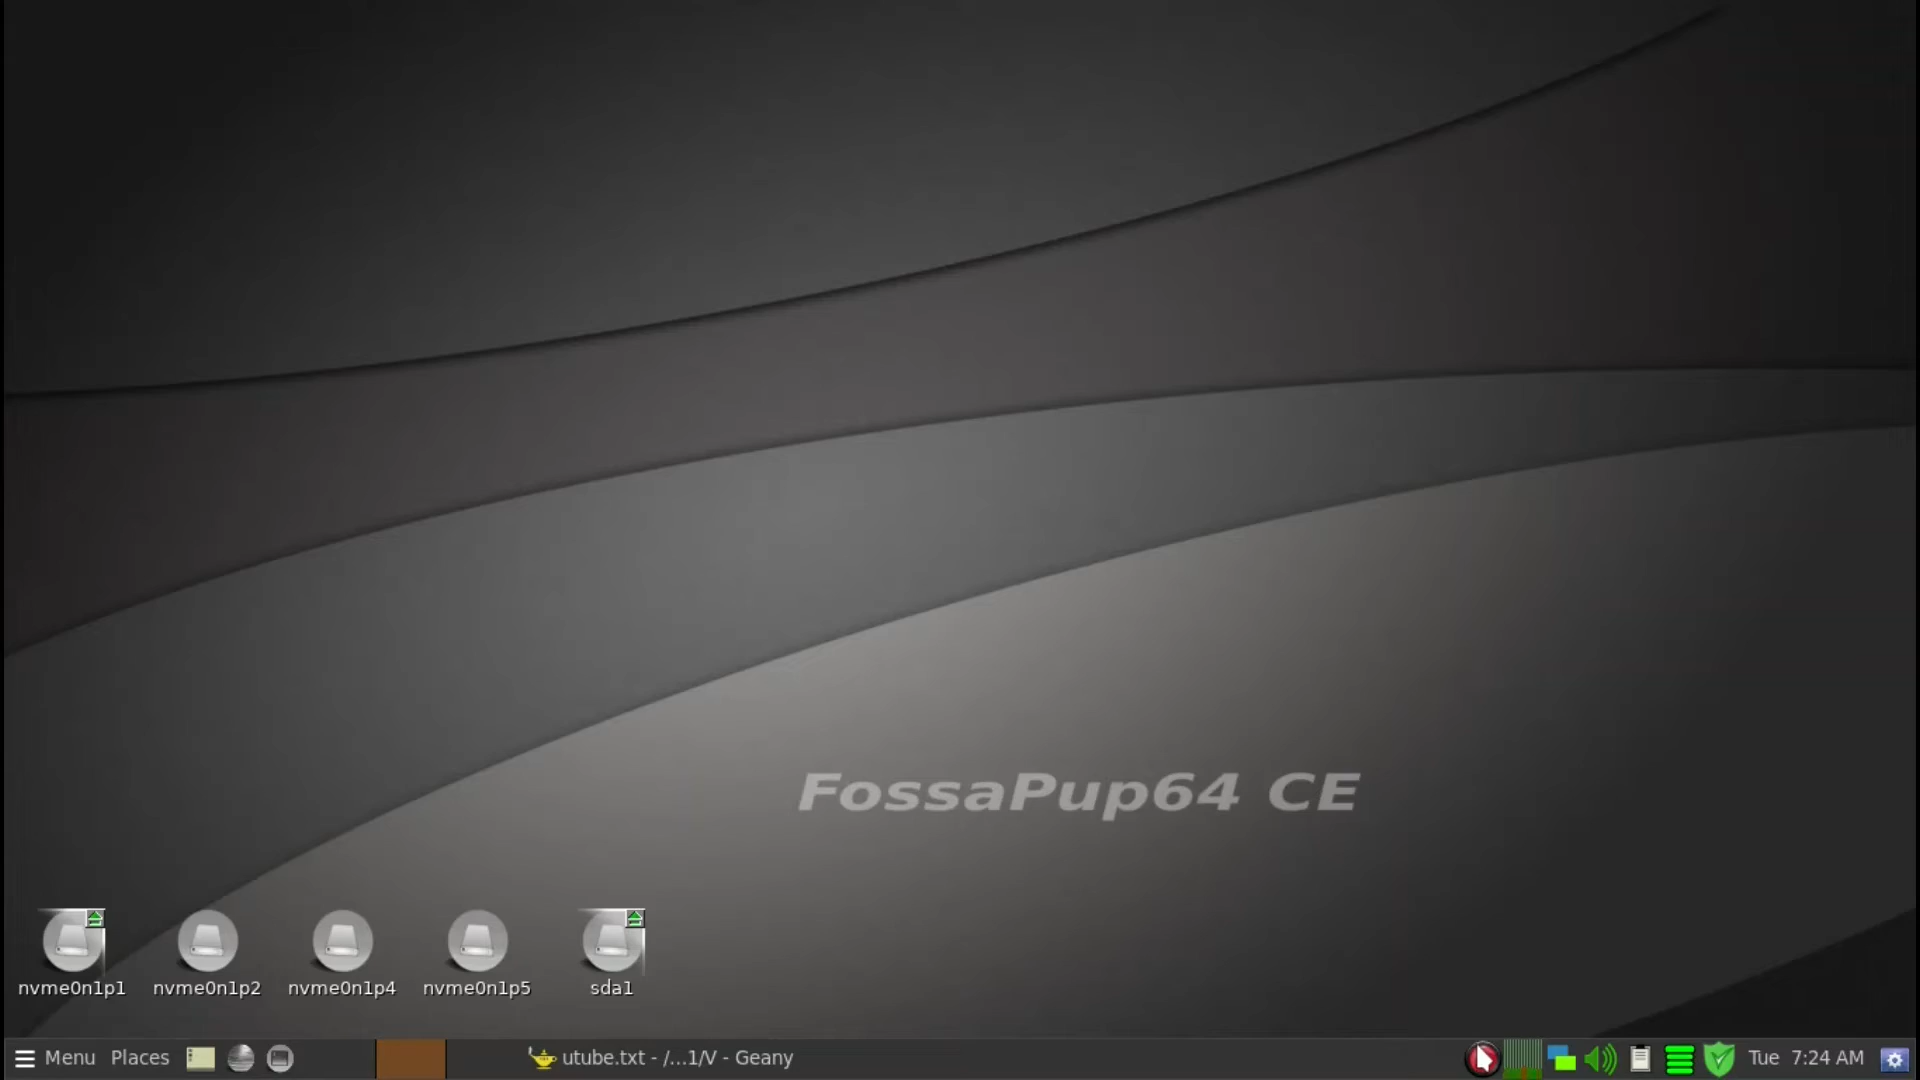 FossaPup64 CE
nvme0n1p1 nvme0n1p2 nvme0n1p4 nvme0n1p5 sda1
Menu Places utube.txt - /...1/V - Geany Tue 7:24 AM